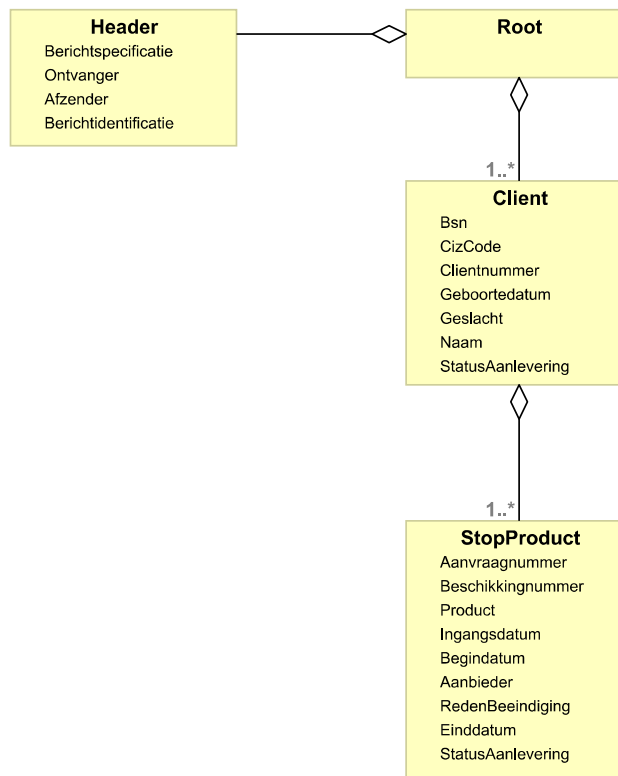 Header
Berichtspecificatie
Ontvanger
Afzender
Berichtidentificatie
Root
1..*
Client
Bsn
CizCode
Clientnummer
Geboortedatum
Geslacht
Naam
StatusAanlevering
1..*
StopProduct
Aanvraagnummer
Beschikkingnummer
Product
Ingangsdatum
Begindatum
Aanbieder
RedenBeeindiging
Einddatum
StatusAanlevering